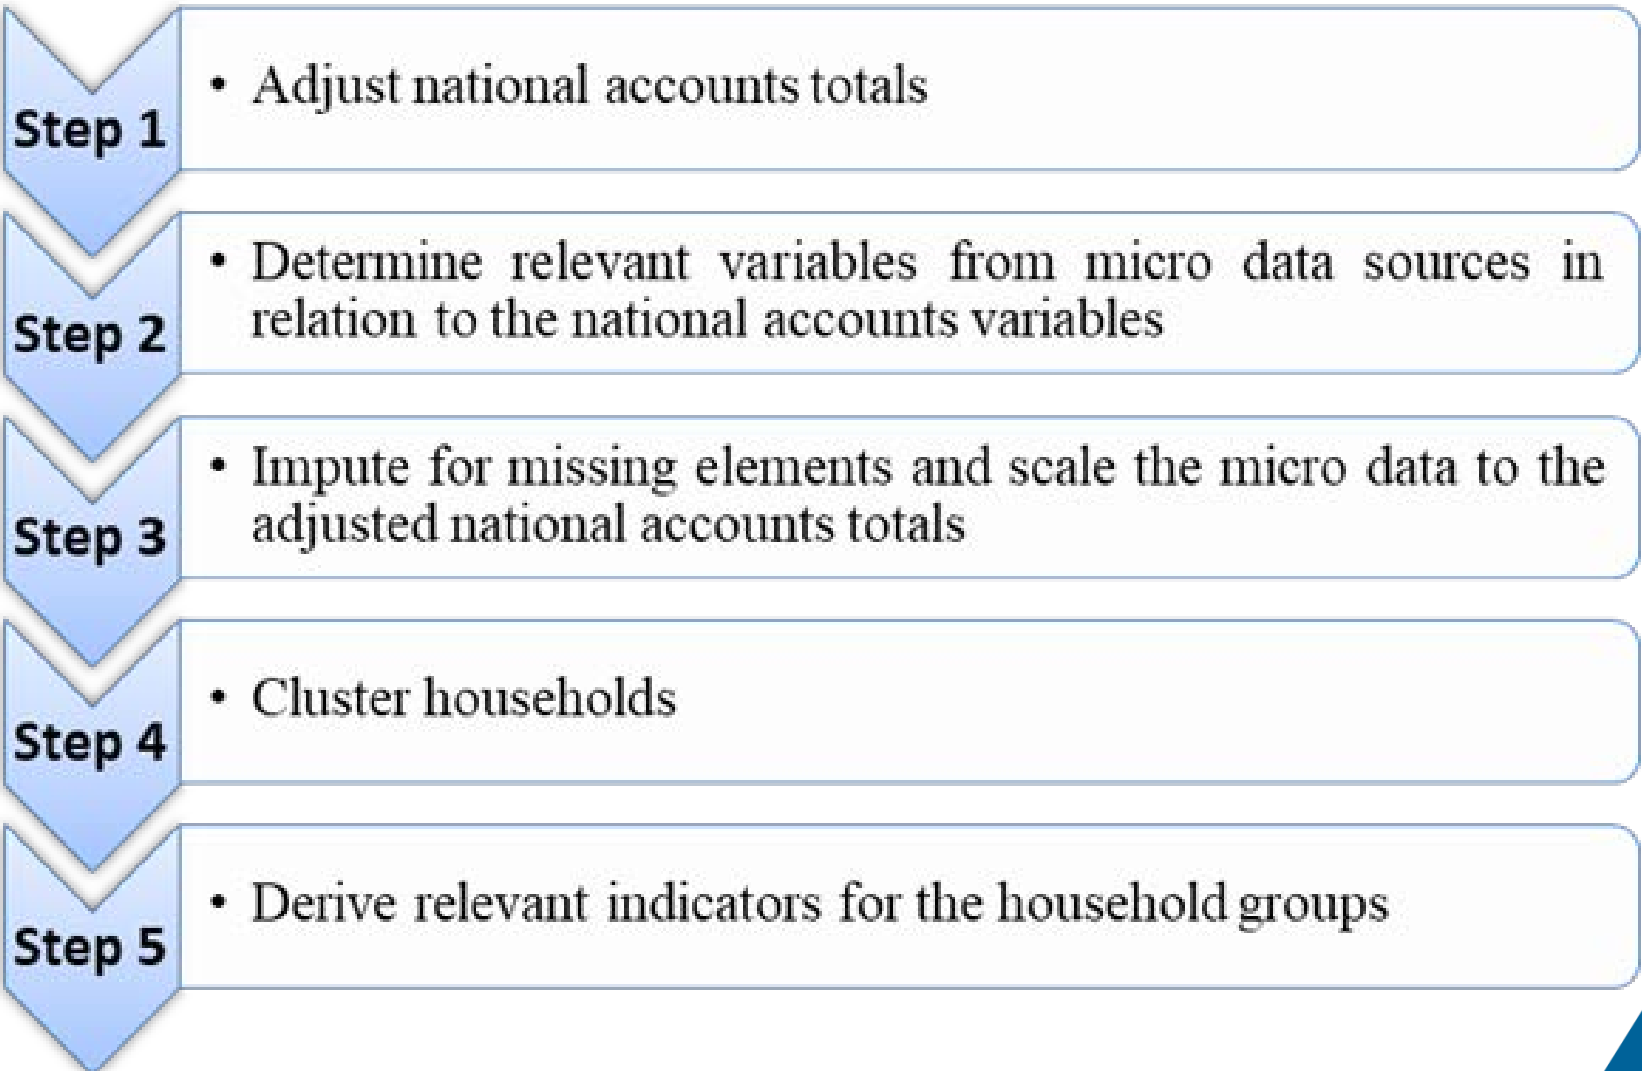 Step 1
• Adjust national accounts totals
Step 2
• Determine relevant variables from micro data sources in
relation to the national accounts variables
Step 3
• Impute for missing elements and scale the micro data to the
adjusted national accounts totals
Step 4
• Cluster households
Step 5
• Derive relevant indicators for the household groups